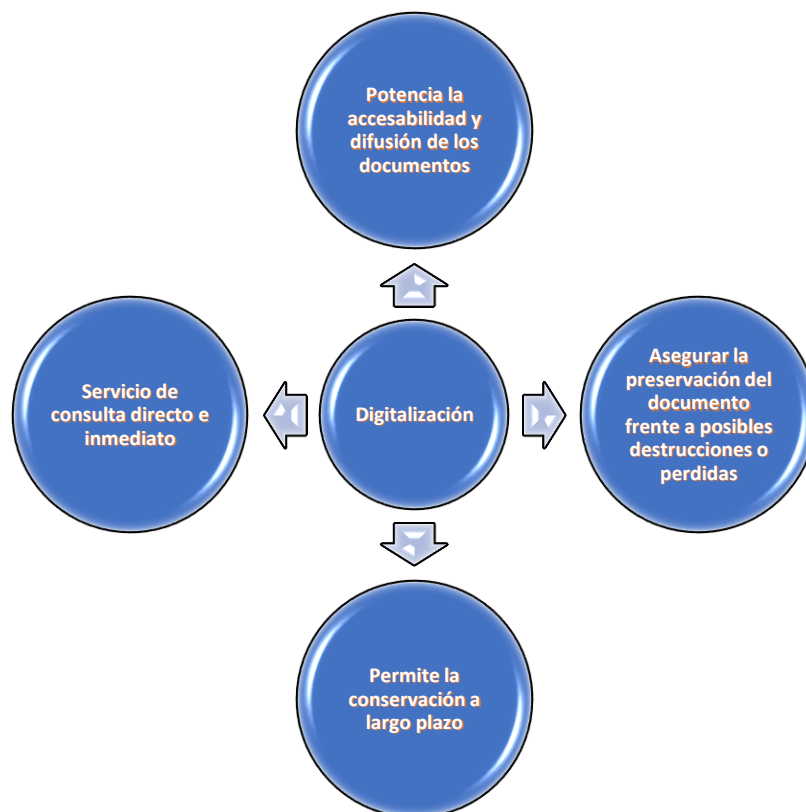 Potencia la
accesabilidad y
difusión de los
documentos
Servicio de
consulta directo e
inmediato
Digitalización
Asegurar la
preservación del
documento
frente a posibles
destrucciones o
perdidas
Permite la
conservación a
largo plazo